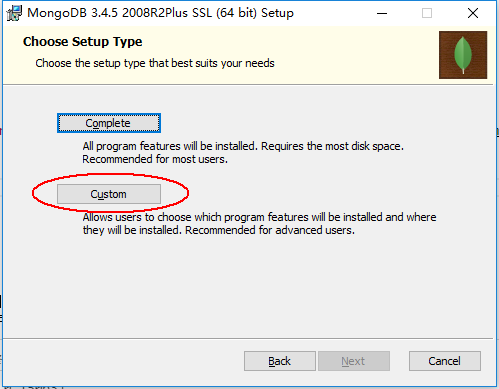 MongoDB 3.4.5 2008R2Plus SSL (64 bit) Setup
Choose Setup Type
Choose the setup type that best suits your needs
Complete
All program features will be installed. Requires the most disk space.
Recommended for most users.
Custom
Allows users to choose which program features will be installed and where
they will be installed. Recommended for advanced users.
Back
Next
Cancel